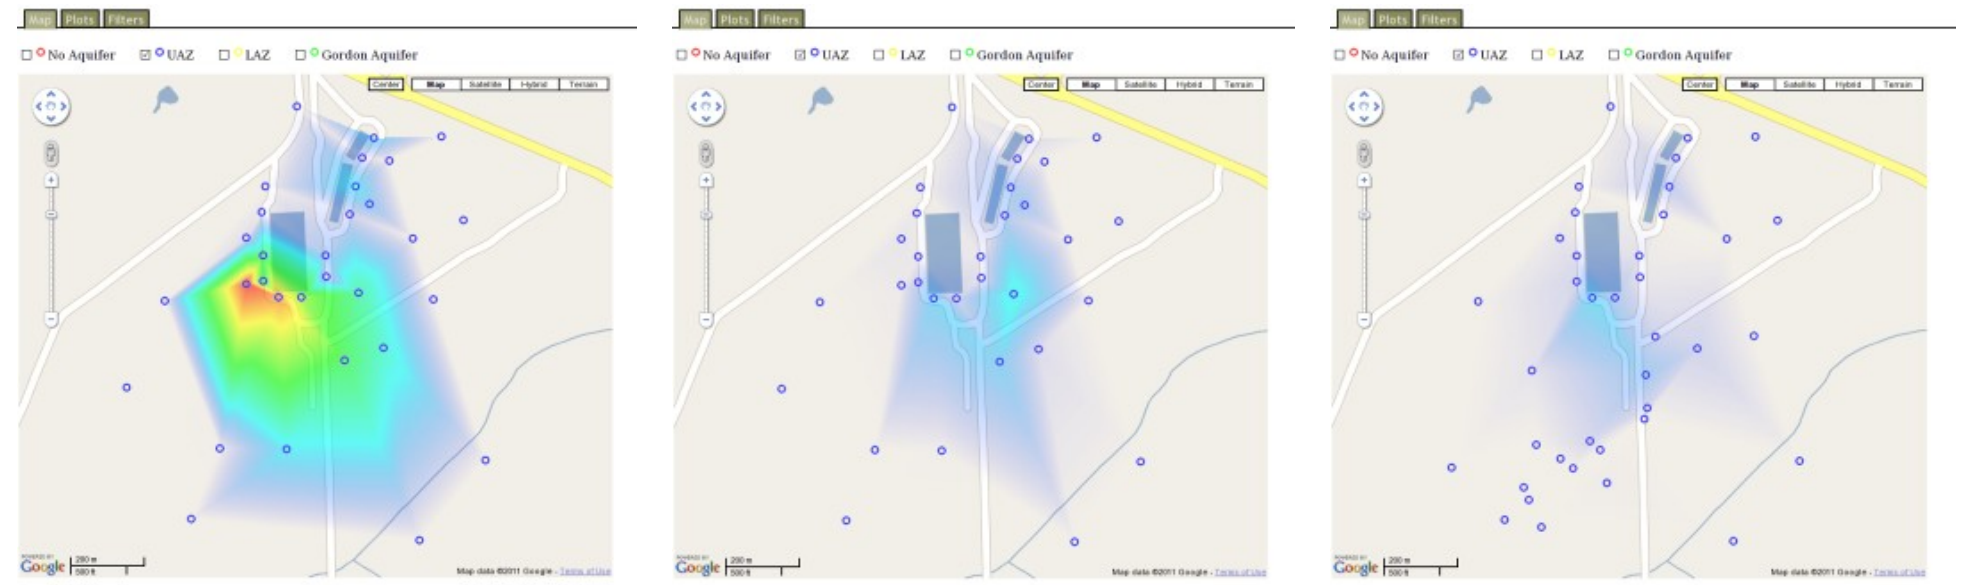 Map Plots Filters
No Aquifer UAZ LAZ Gordon Aquifer
Center Map Satellite Hybrid Terrain
POWERED BY
Google
200 m
500 ft
Map data ©2011 Google - Terms of Use
Map Plots Filters
No Aquifer UAZ LAZ Gordon Aquifer
Center Map Satellite Hybrid Terrain
POWERED BY
Google
200 m
500 ft
Map data ©2011 Google - Terms of Use
Map Plots Filters
No Aquifer UAZ LAZ Gordon Aquifer
Center Map Satellite Hybrid Terrain
POWERED BY
Google
200 m
500 ft
Map data ©2011 Google - Terms of Use